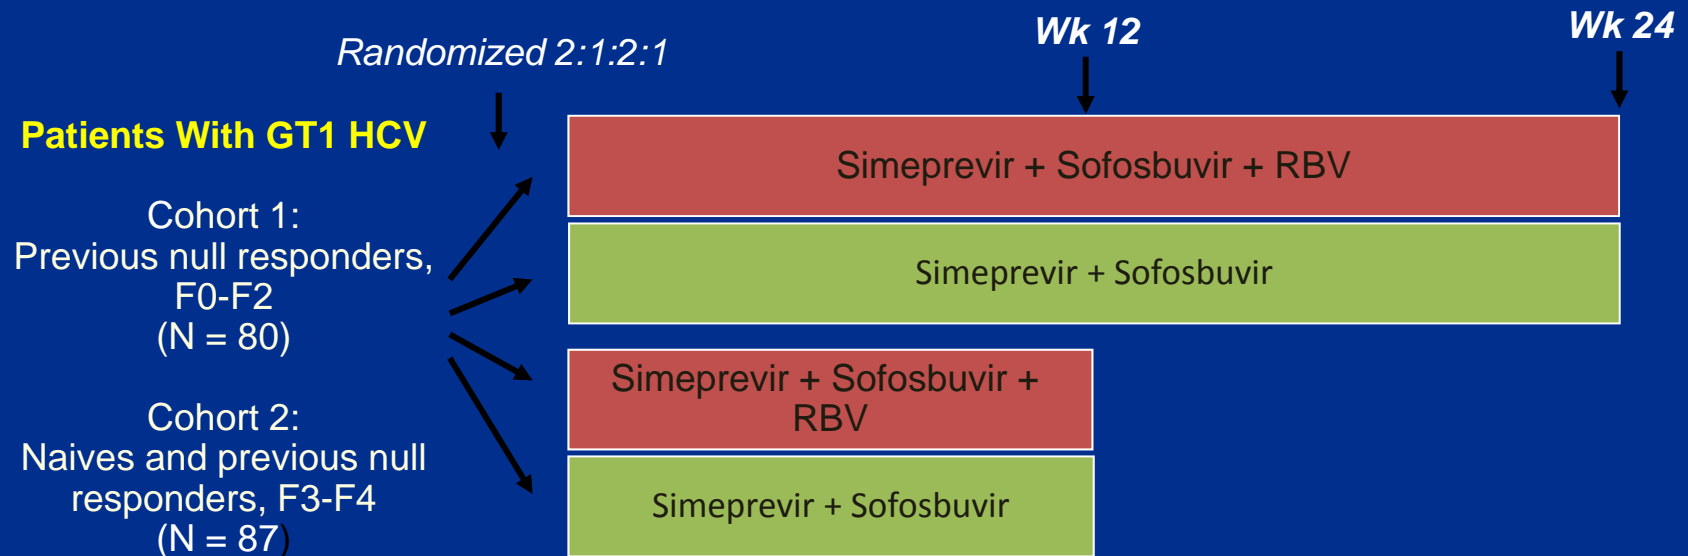 Randomized 2:1:2:1
Wk 12
Wk 24
Patients With GT1 HCV
Cohort 1:
Previous null responders,
F0-F2
(N = 80)
Cohort 2:
Naives and previous null
responders, F3-F4
(N = 87)
Simeprevir + Sofosbuvir + RBV
Simeprevir + Sofosbuvir
Simeprevir + Sofosbuvir +
RBV
Simeprevir + Sofosbuvir